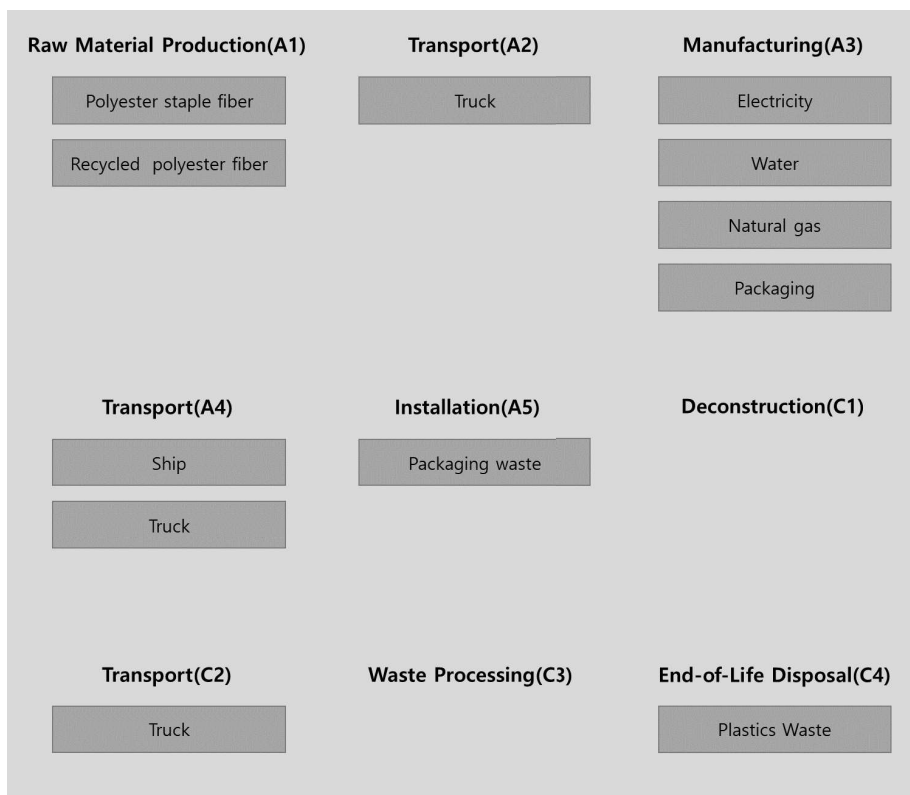 Raw Material Production(A1)
Polyester staple fiber
Recycled polyester fiber
Transport(A2)
Truck
Manufacturing(A3)
Electricity
Water
Natural gas
Packaging
Transport(A4)
Ship
Truck
Installation(A5)
Packaging waste
Deconstruction(C1)
Transport(C2)
Truck
Waste Processing(C3)
End-of-Life Disposal(C4)
Plastics Waste